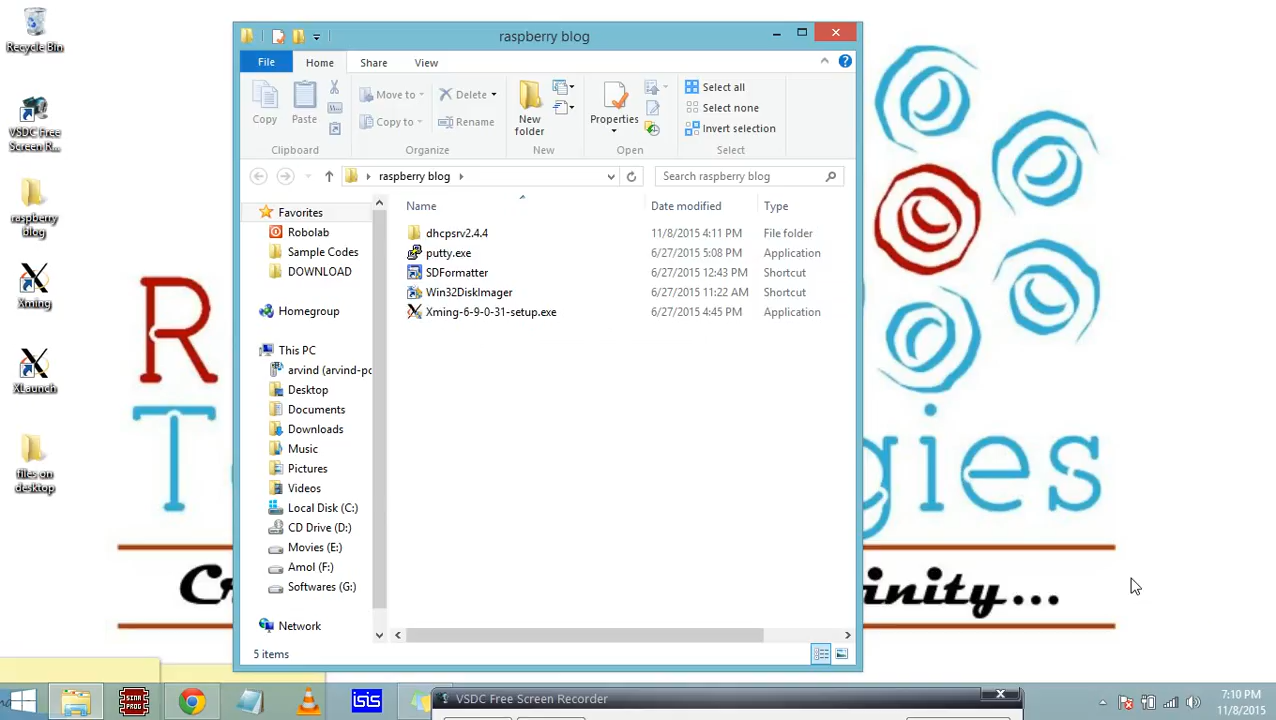 Recycle Bin
VSDC Free
Screen R...
raspberry
blog
Xming
XLaunch
files on
desktop
raspberry blog
File
Home
Share
View
Copy
Paste
Move to
Copy to
Delete
Rename
New
folder
Properties
Select all
Select none
Invert selection
Clipboard
Organize
New
Open
Select
raspberry blog
Search raspberry blog
Favorites
Robolab
Sample Codes
DOWNLOAD
Homegroup
This PC
arvind (arvind-pc
Desktop
Documents
Downloads
Music
Pictures
Videos
Local Disk (C:)
CD Drive (D:)
Movies (E:)
Amol (F:)
Softwares (G:)
Network
Name Date modified Type
dhcpsrv2.4.4 11/8/2015 4:11 PM File folder
putty.exe 6/27/2015 5:08 PM Application
SDFormatter 6/27/2015 12:43 PM Shortcut
Win32DiskImager 6/27/2015 11:22 AM Shortcut
Xming-6-9-0-31-setup.exe 6/27/2015 4:45 PM Application
5 items
R
T
gies
Cr
inity...
isis
VSDC Free Screen Recorder
7:10 PM
11/8/2015